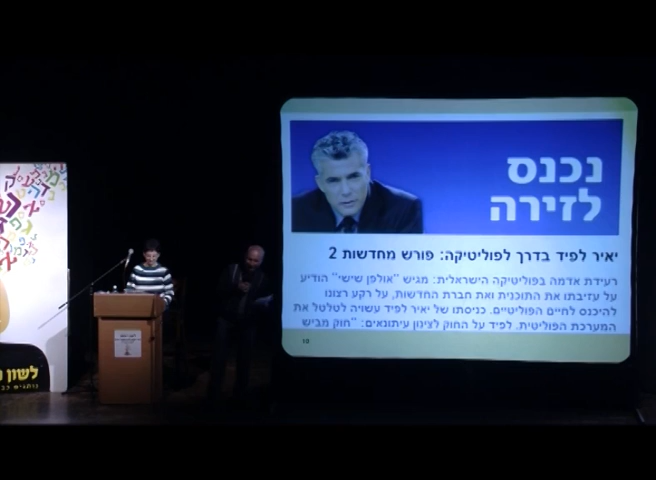 נכנס
לזירה
יאיר לפיד בדרך לפוליטיקה: פורש מחדשות 2
רעידת אדמה בפוליטיקה הישראלית: מגיש "אולפן שישי" הודיע
על עזיבתו את התוכנית ואת חברת החדשות, על רקע רצונו
להיכנס לחיים הפוליטיים. כניסתו של יאיר לפיד עשויה לטלטל את
המערכת הפוליטית. לפיד על החוק לצינון עיתונאים: "חוק מביש
10
לשון